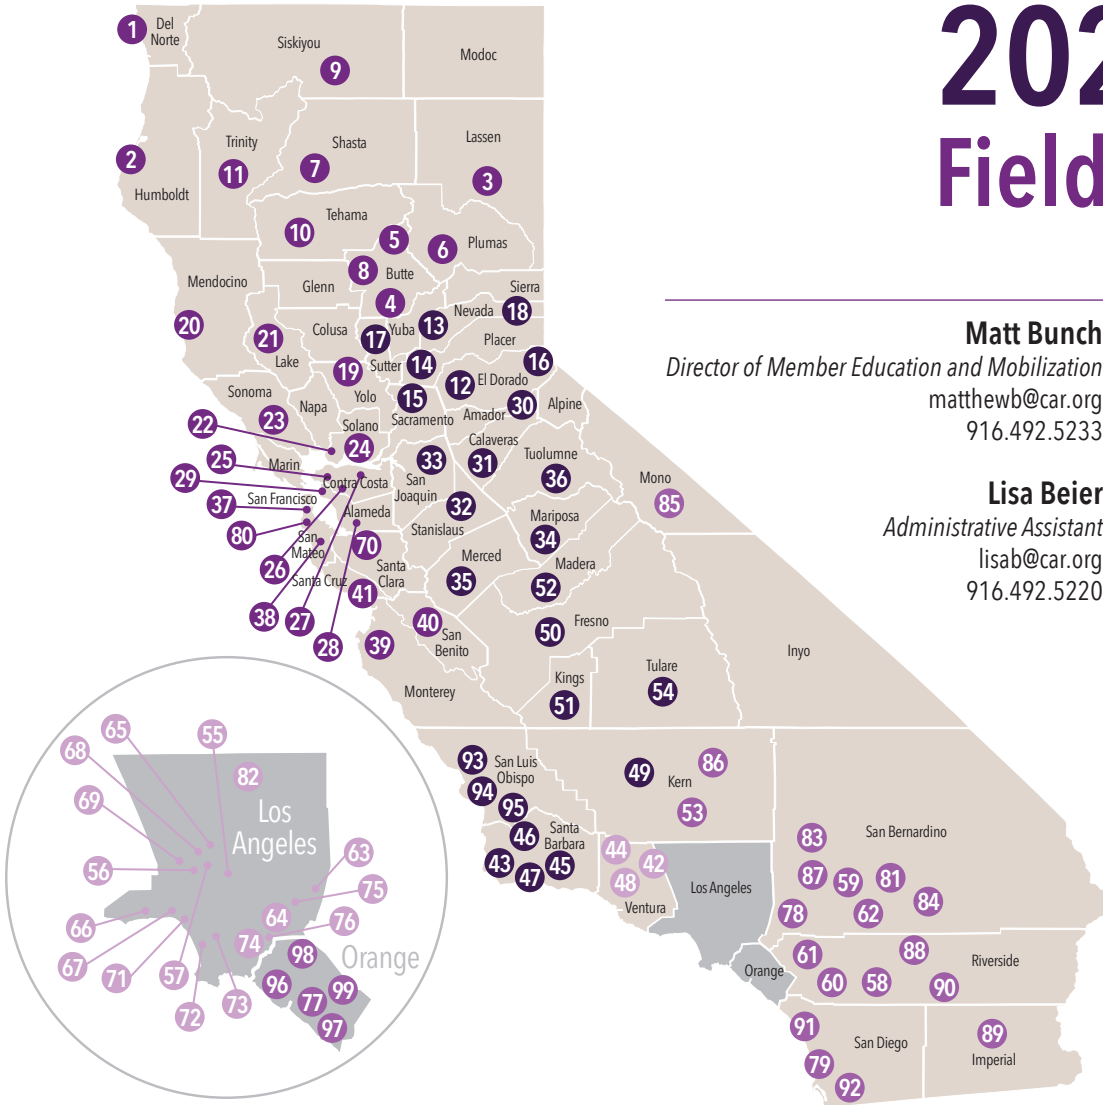 202
Field
Matt Bunch
Director of Member Education and Mobilization
matthewb@car.org
916.492.5233
Lisa Beier
Administrative Assistant
lisab@car.org
916.492.5220
1
Del
Norte
Siskiyou
9
Modoc
2
Humboldt
Trinity
11
Shasta
7
Lassen
3
Tehama
10
5
6
Plumas
8
Butte
4
Mendocino
20
Glenn
Sierra
18
Nevada
13
Yuba
17
Colusa
21
Lake
Placer
16
Sutter
14
19
Yolo
12
El Dorado
15
Sacramento
30
Amador
Alpine
Sonoma
23
Napa
Solano
24
22
Calaveras
31
Tuolumne
36
33
San
Joaquin
25
Marin
29
Contra Costa
San Francisco
37
Alameda
80
San
Mateo
70
32
Stanislaus
Mariposa
34
Mono
85
26
Santa Cruz
Santa
Clara
41
38
27
28
Merced
35
Madera
52
40
San
Benito
39
Monterey
50
Fresno
Kings
51
Tulare
54
Inyo
93
San Luis
Obispo
94
95
49
Kern
86
53
46
Santa
Barbara
43
47
45
44
42
48
Ventura
Los Angeles
83
San Bernardino
87
59
81
84
78
62
Orange
61
88
Riverside
60
58
90
91
San Diego
79
92
89
Imperial
65
55
68
82
69
Los
Angeles
56
63
75
66
64
76
67
74
71
57
72
73
Orange
98
96
99
77
97